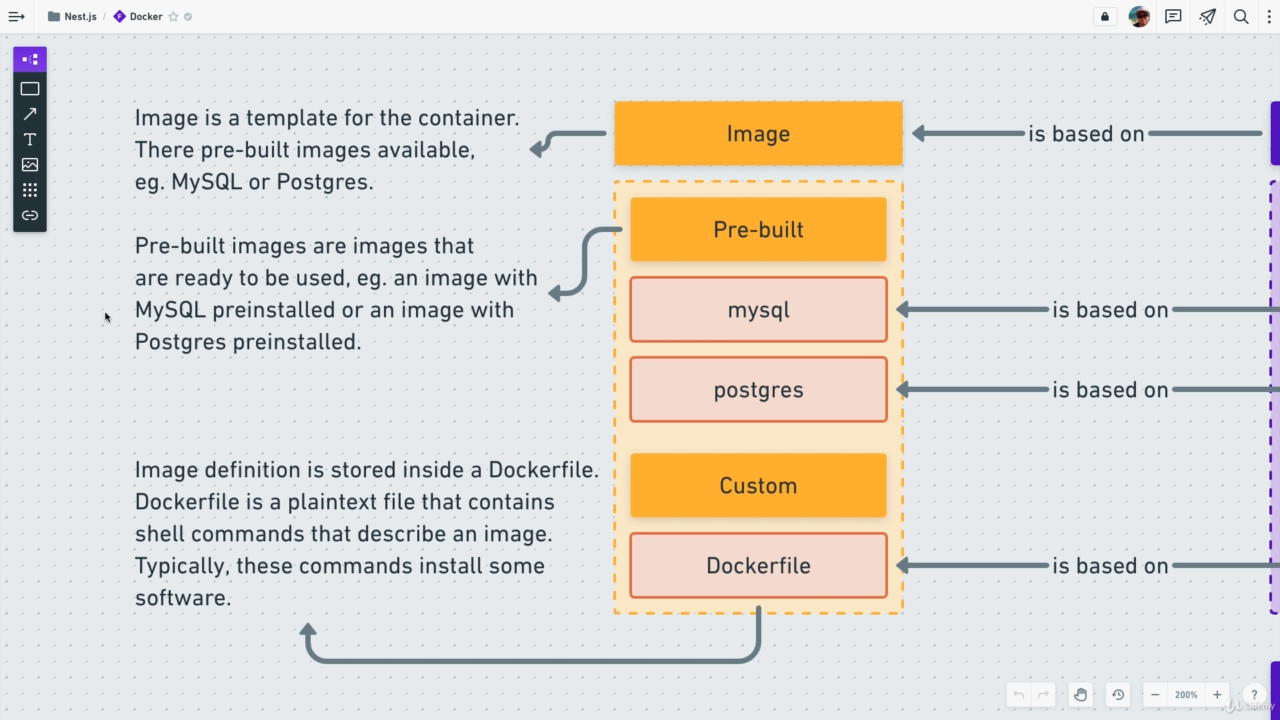 Nest.js / Docker
Image is a template for the container.
There pre-built images available,
eg. MySQL or Postgres.
Pre-built images are images that
are ready to be used, eg. an image with
MySQL preinstalled or an image with
Postgres preinstalled.
Image definition is stored inside a Dockerfile.
Dockerfile is a plaintext file that contains
shell commands that describe an image.
Typically, these commands install some
software.
Image
Pre-built
mysql
postgres
Custom
Dockerfile
is based on
is based on
is based on
is based on
200%
?
Udemy